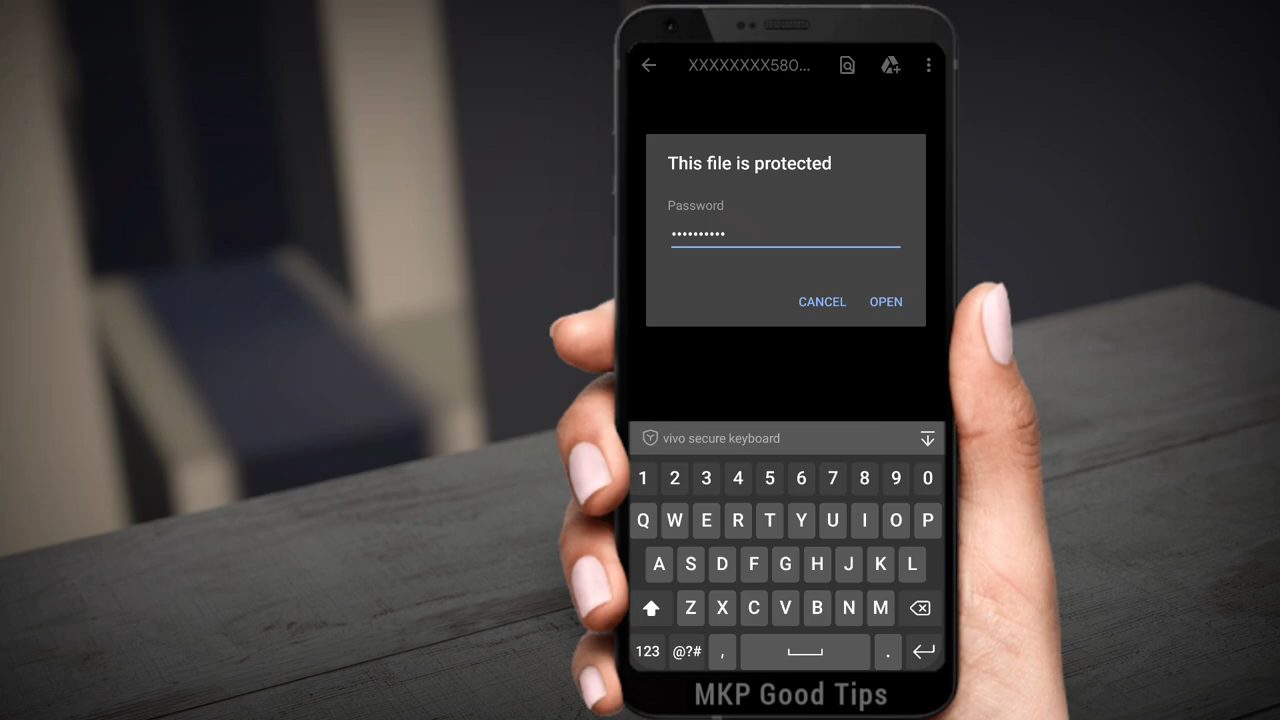 XXXXXXXX580...
This file is protected
Password
••••••••••
CANCEL OPEN
vivo secure keyboard
1 2 3 4 5 6 7 8 9 0
Q W E R T Y U I O P
A S D F G H J K L
Z X C V B N M
123 @?# , .
MKP Good Tips